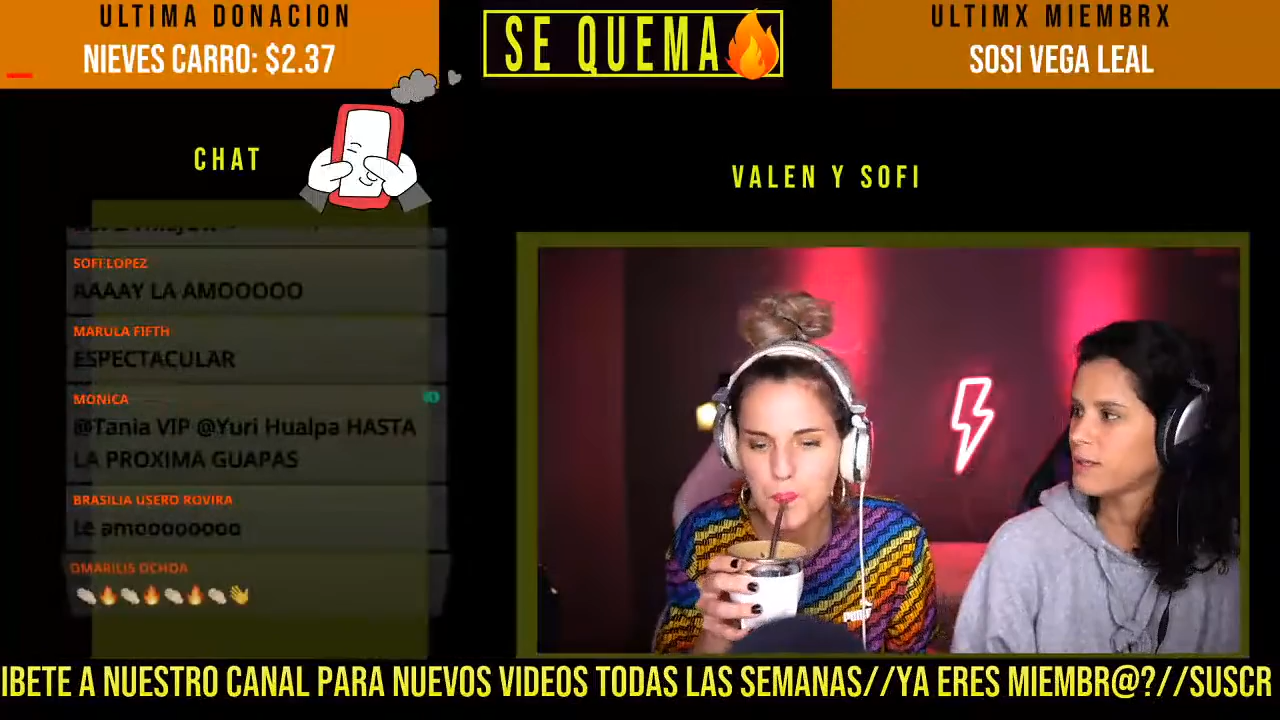 ULTIMA DONACION
NIEVES CARRO: $2.37
SE QUEMA
ULTIMX MIEMBRX
SOSI VEGA LEAL
CHAT
VALEN Y SOFI
SOFI LOPEZ
AAAAY LA AMOOOOO
MARULA FIFTH
ESPECTACULAR
MONICA
@Tania VIP @Yuri Hualpa HASTA
LA PROXIMA GUAPAS
BRASILIA USERO ROVIRA
Le amooooooooo
OMARILIS OCHOA
PUMA
IBETE A NUESTRO CANAL PARA NUEVOS VIDEOS TODAS LAS SEMANAS//YA ERES MIEMBR@?//SUSCR